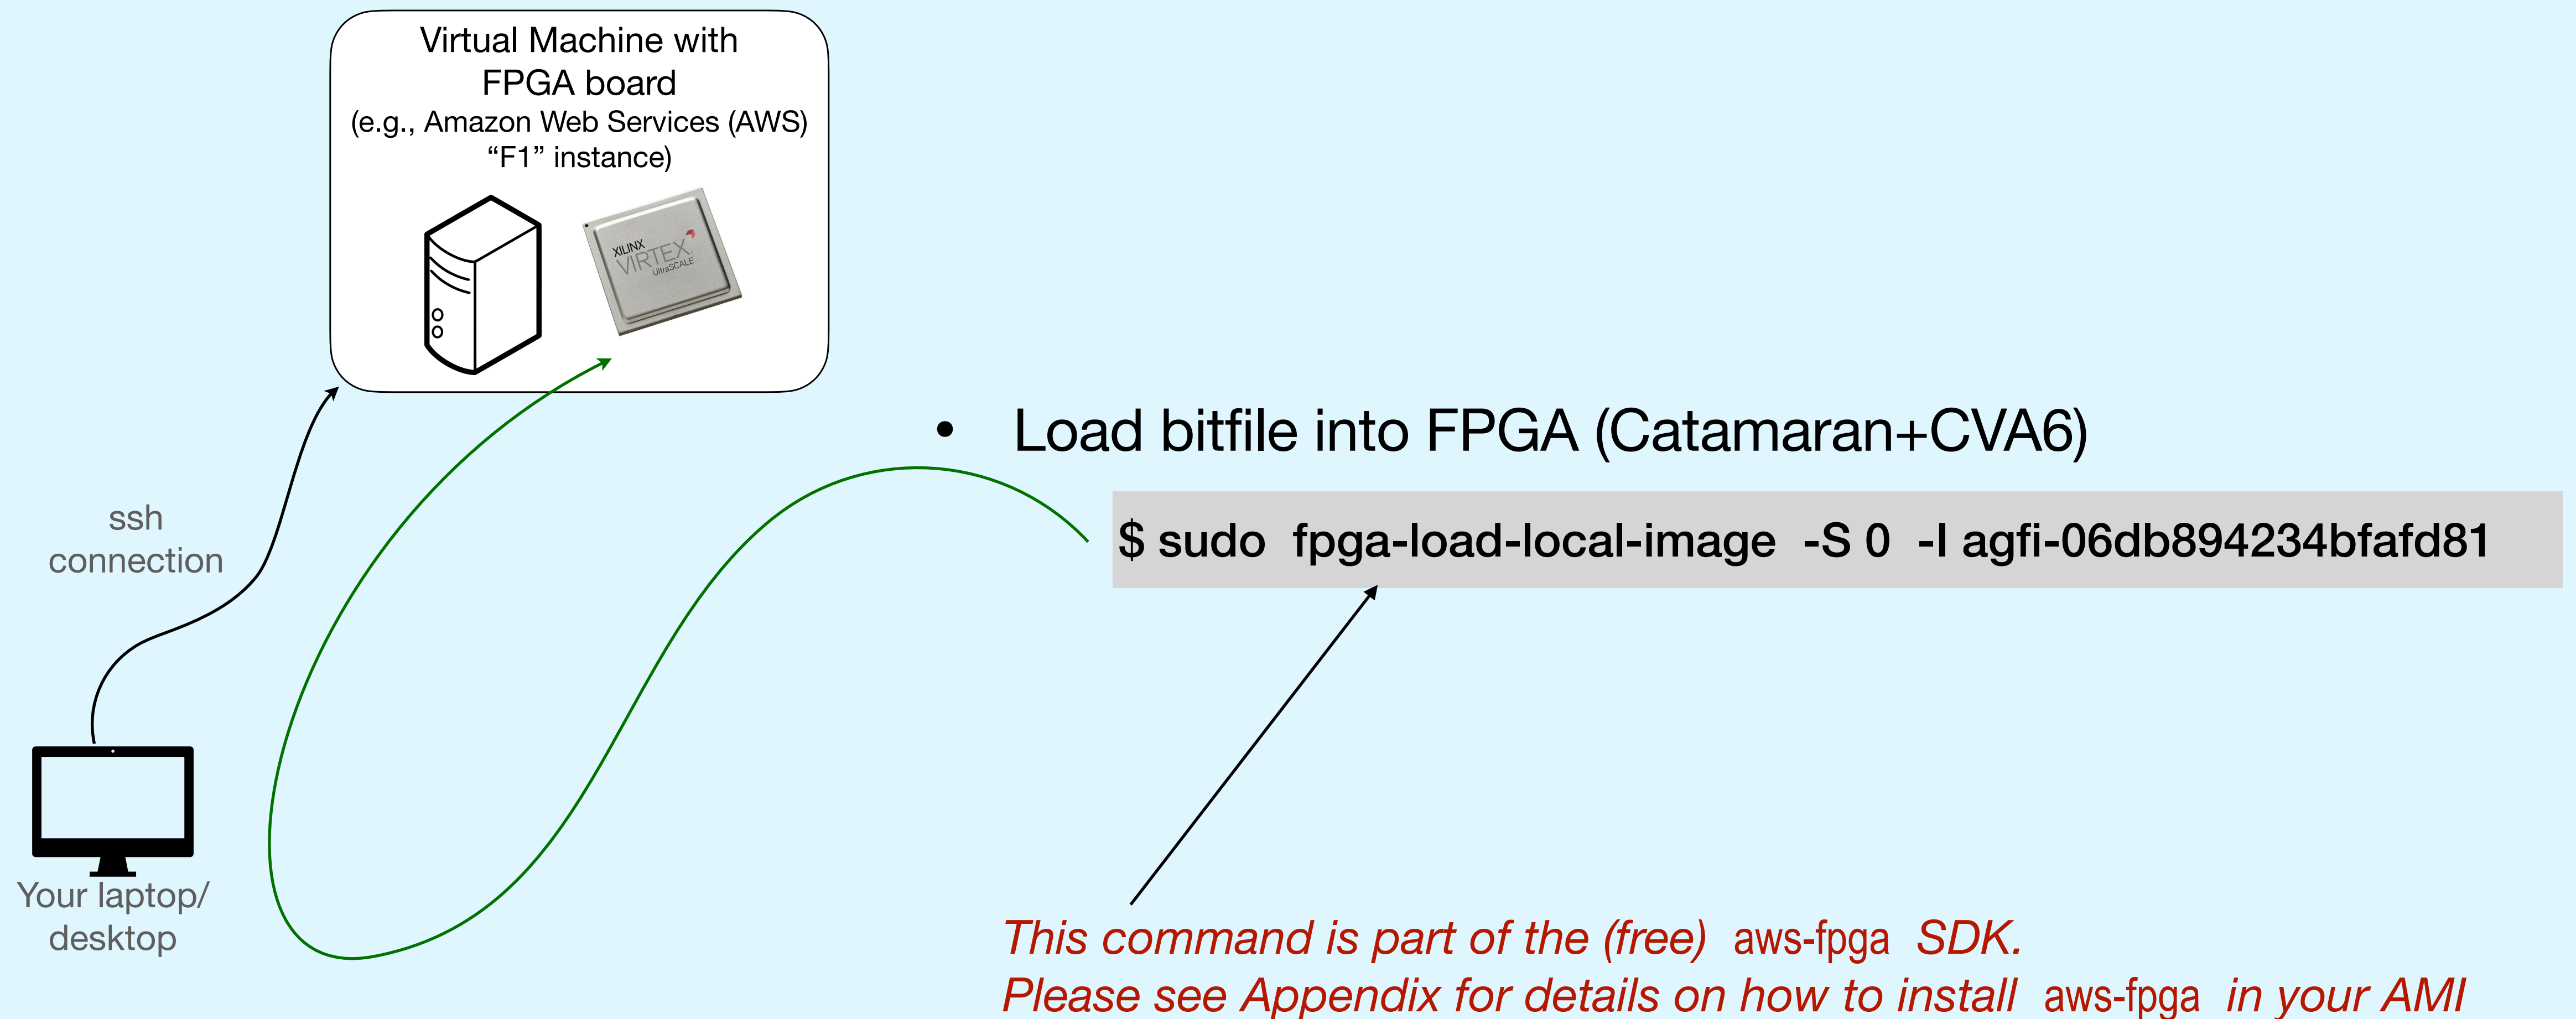 Virtual Machine with
FPGA board
(e.g., Amazon Web Services (AWS)
“F1” instance)
XILINX
VIRTEX
UltraSCALE
• Load bitfile into FPGA (Catamaran+CVA6)
$ sudo fpga-load-local-image -S 0 -I agfi-06db894234bfafd81
ssh
connection
Your laptop/
desktop
This command is part of the (free) aws-fpga SDK.
Please see Appendix for details on how to install aws-fpga in your AMI